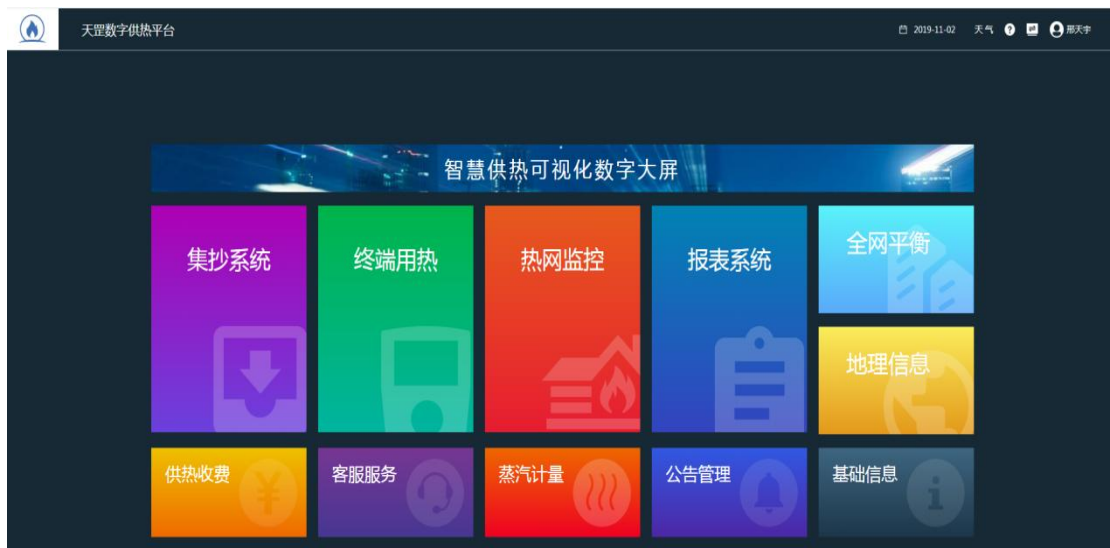 天罡数字供热平台
2019-11-02 天气 ? 邢天宇
智慧供热可视化数字大屏
集抄系统 终端用热 热网监控 报表系统 全网平衡
地理信息
供热收费 客服服务 蒸汽计量 公告管理 基础信息